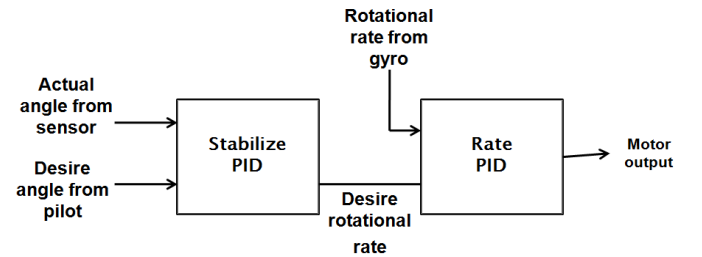 Rotational
rate from
gyro
Actual
angle from
sensor
Stabilize
PID
Rate
PID
Motor
output
Desire
angle from
pilot
Desire
rotational
rate